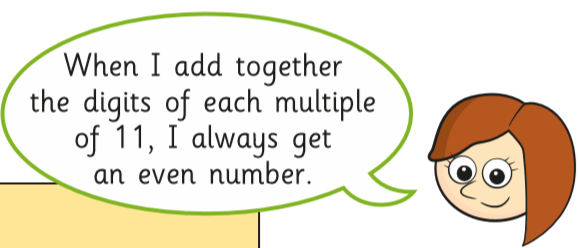 When I add together
the digits of each multiple
of 11, I always get
an even number.